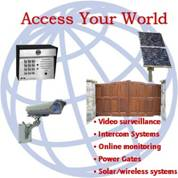 Access Your World
• Video surveillance
• Intercom Systems
• Online monitoring
• Power Gates
• Solar/wireless systems